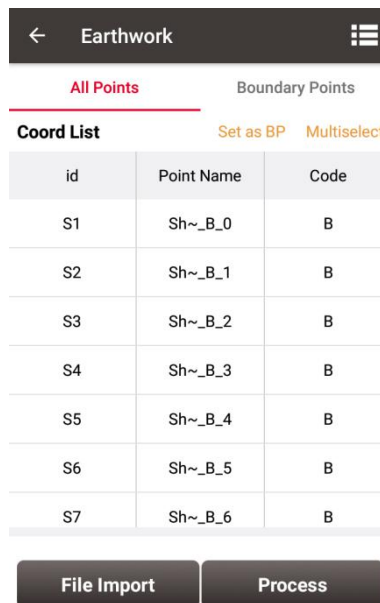 ← Earthwork
All Points Boundary Points
Coord List Set as BP Multiselect
id Point Name Code
S1 Sh~_B_0 B
S2 Sh~_B_1 B
S3 Sh~_B_2 B
S4 Sh~_B_3 B
S5 Sh~_B_4 B
S6 Sh~_B_5 B
S7 Sh~_B_6 B
File Import Process